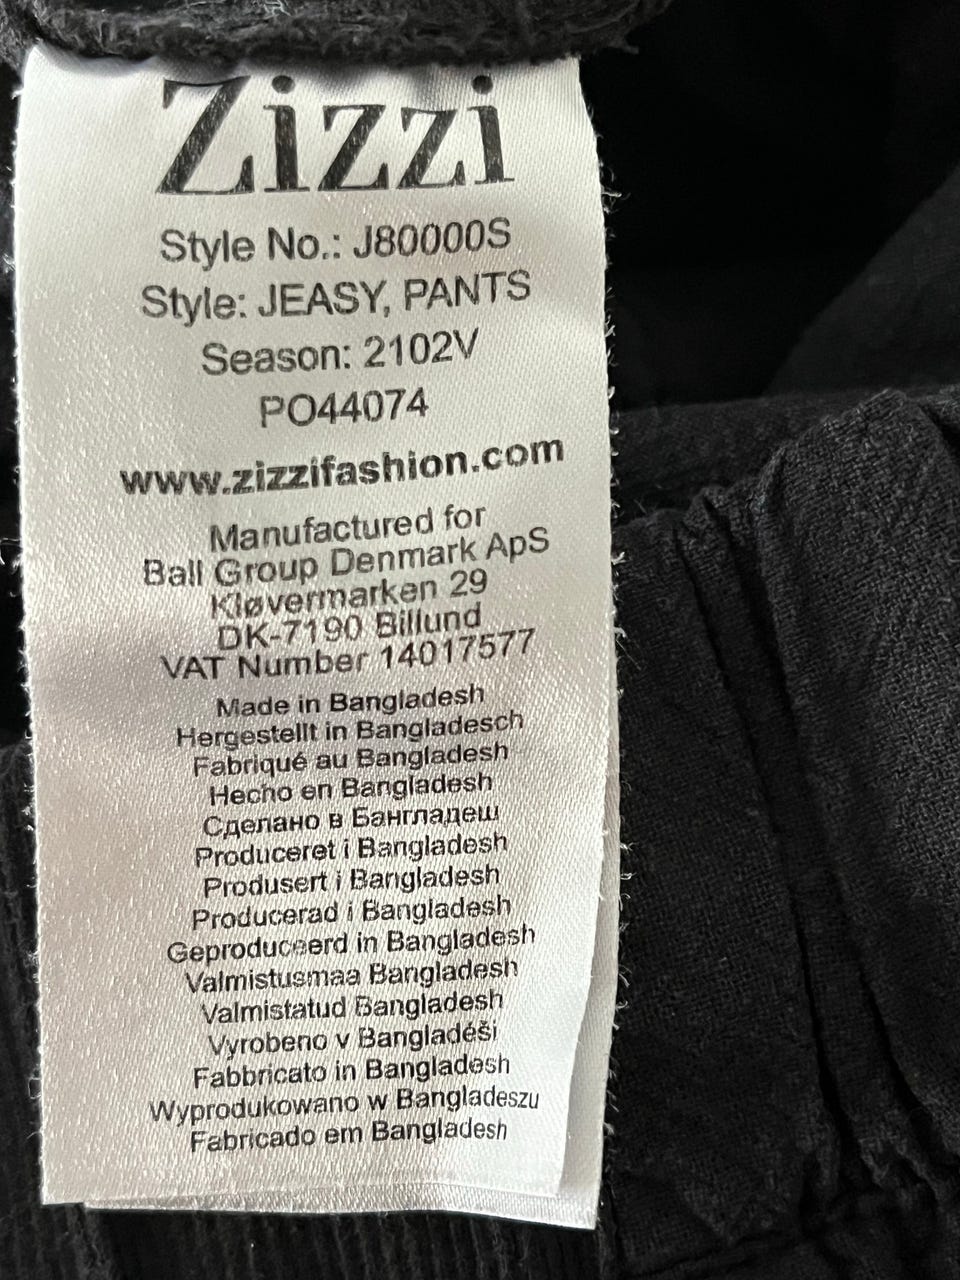 Zizzi
Style No.: J80000S
Style: JEASY, PANTS
Season: 2102V
PO44074
www.zizzifashion.com
Manufactured for
Ball Group Denmark ApS
Kløvermarken 29
DK-7190 Billund
VAT Number 14017577
Made in Bangladesh
Hergestellt in Bangladesch
Fabriqué au Bangladesh
Hecho en Bangladesh
Сделано в Бангладеш
Produceret i Bangladesh
Produsert i Bangladesh
Producerad i Bangladesh
Geproduceerd in Bangladesh
Valmistusmaa Bangladesh
Valmistatud Bangladesh
Vyrobeno v Bangladéši
Fabbricato in Bangladesh
Wyprodukowano w Bangladeszu
Fabricado em Bangladesh